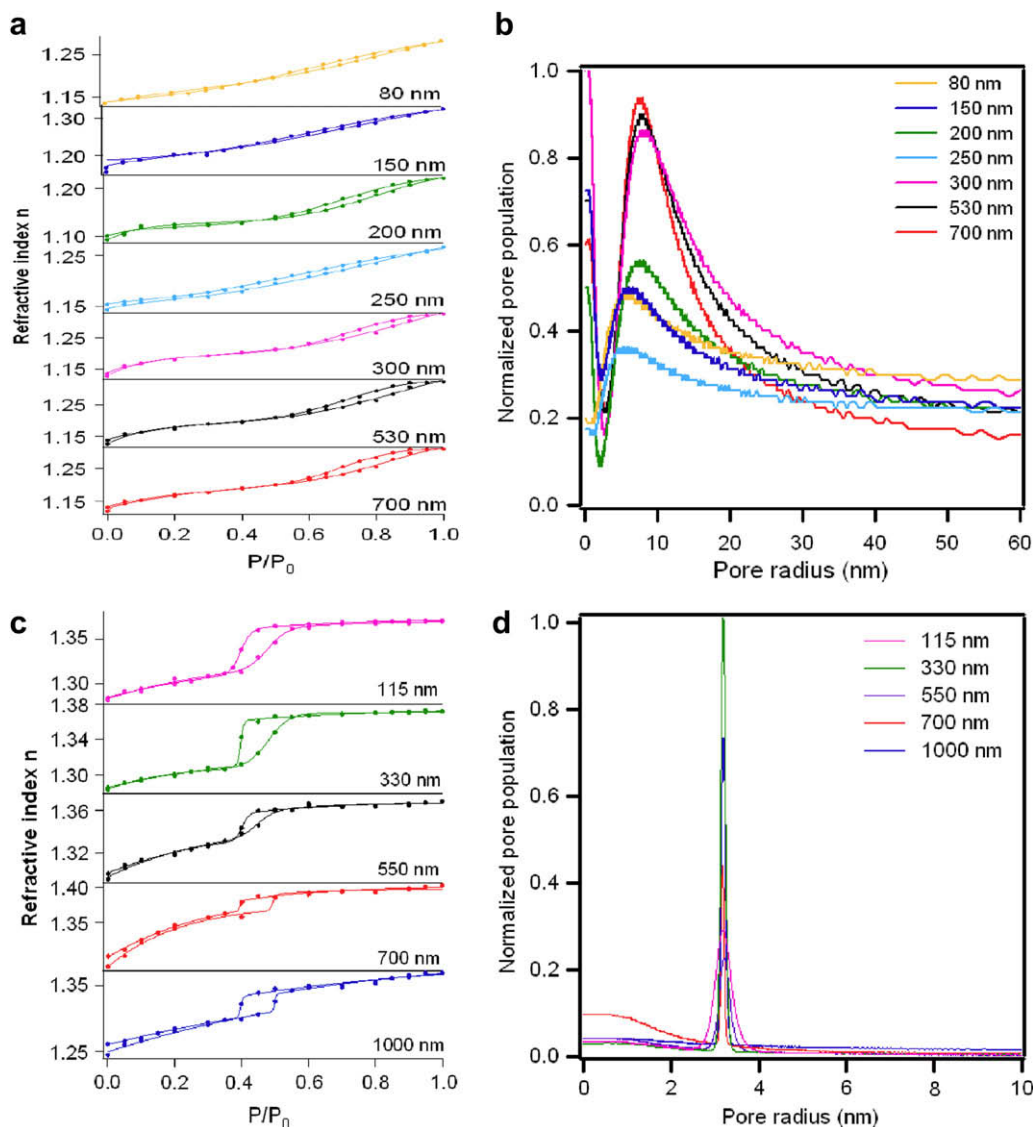 a
Refractive index n
1.25
1.15
80 nm
1.30
1.20
150 nm
1.20
1.10
200 nm
1.25
1.15
250 nm
1.25
1.15
300 nm
1.25
1.15
530 nm
1.25
1.15
700 nm
0.0 0.2 0.4 0.6 0.8 1.0
P/P0
b
Normalized pore population
1.0
0.8
0.6
0.4
0.2
0.0
80 nm
150 nm
200 nm
250 nm
300 nm
530 nm
700 nm
0 10 20 30 40 50 60
Pore radius (nm)
c
Refractive index n
1.35
1.30
115 nm
1.38
1.34
1.30
330 nm
1.36
1.32
550 nm
1.40
1.35
700 nm
1.35
1.25
1000 nm
0.0 0.2 0.4 0.6 0.8 1.0
P/P0
d
Normalized pore population
1.0
0.8
0.6
0.4
0.2
0.0
115 nm
330 nm
550 nm
700 nm
1000 nm
0 2 4 6 8 10
Pore radius (nm)